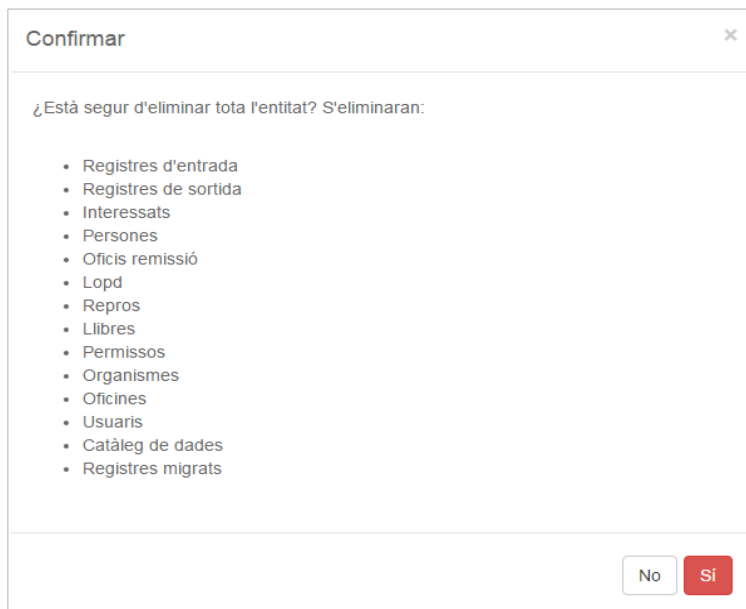 Confirmar
×
¿Està segur d'eliminar tota l'entitat? S'eliminaran:
• Registres d'entrada
• Registres de sortida
• Interessats
• Persones
• Oficis remissió
• Lopd
• Repros
• Llibres
• Permissos
• Organismes
• Oficines
• Usuaris
• Catàleg de dades
• Registres migrats
No Sí